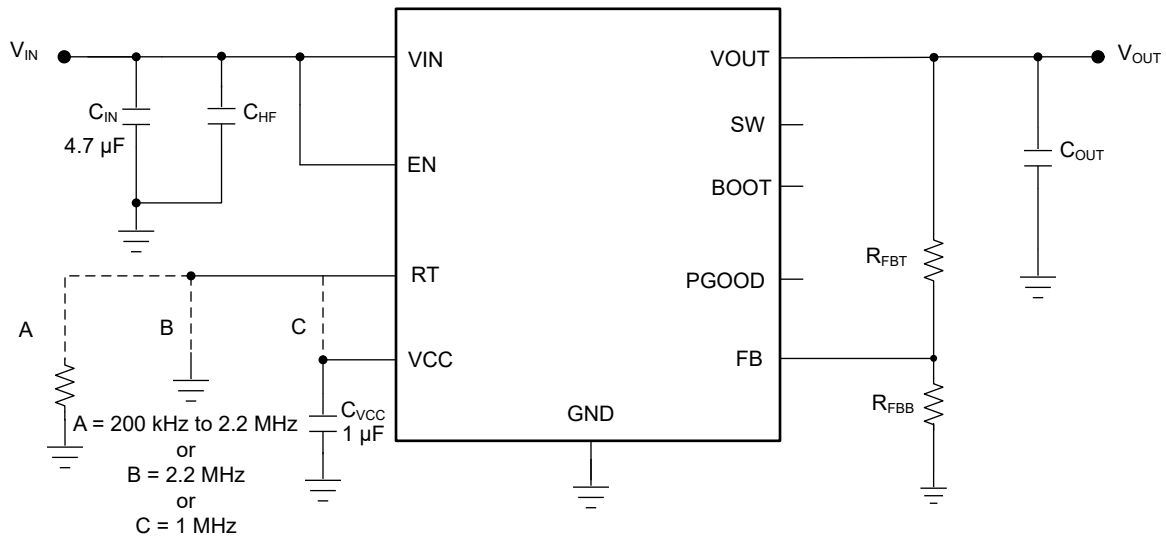 V_IN
VIN
VOUT
V_OUT
C_IN
4.7 µF
C_HF
SW
C_OUT
EN
BOOT
R_FBT
RT
PGOOD
A
B
C
VCC
FB
C_VCC
1 µF
GND
R_FBB
A = 200 kHz to 2.2 MHz
or
B = 2.2 MHz
or
C = 1 MHz